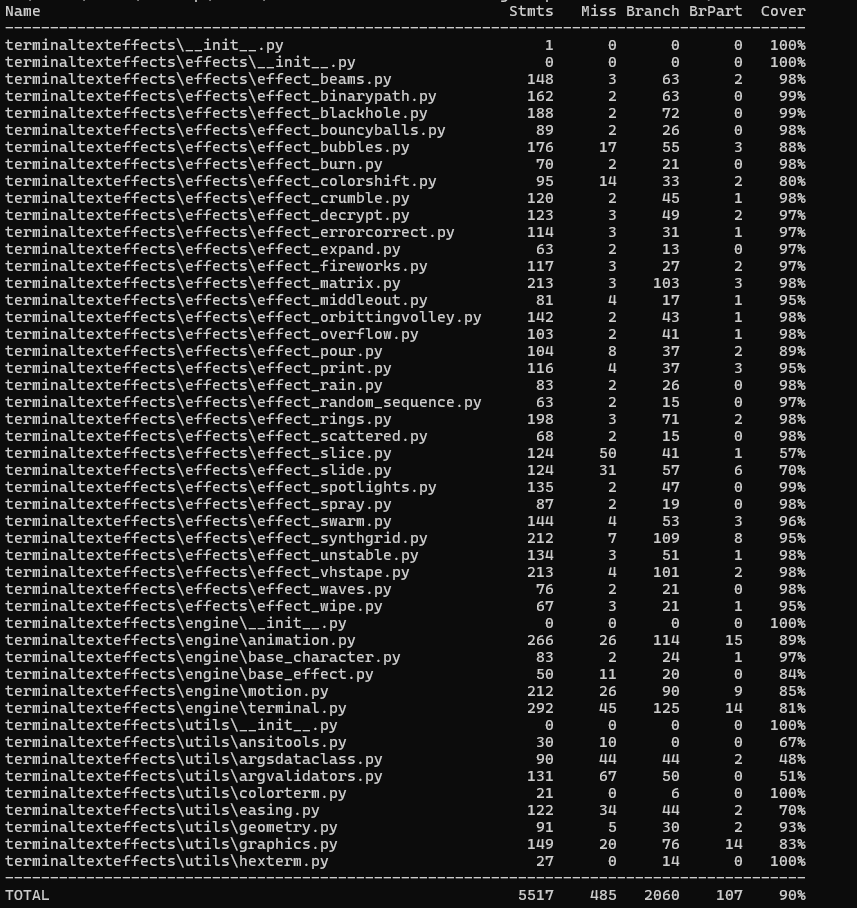 Name Stmts Miss Branch BrPart Cover
----------------------------------------------------------------------------------------
terminaltexteffects\__init__.py 1 0 0 0 100%
terminaltexteffects\effects\__init__.py 0 0 0 0 100%
terminaltexteffects\effects\effect_beams.py 148 3 63 2 98%
terminaltexteffects\effects\effect_binarypath.py 162 2 63 0 99%
terminaltexteffects\effects\effect_blackhole.py 188 2 72 0 99%
terminaltexteffects\effects\effect_bouncyballs.py 89 2 26 0 98%
terminaltexteffects\effects\effect_bubbles.py 176 17 55 3 88%
terminaltexteffects\effects\effect_burn.py 70 2 21 0 98%
terminaltexteffects\effects\effect_colorshift.py 95 14 33 2 80%
terminaltexteffects\effects\effect_crumble.py 120 2 45 1 98%
terminaltexteffects\effects\effect_decrypt.py 123 3 49 2 97%
terminaltexteffects\effects\effect_errorcorrect.py 114 3 31 1 97%
terminaltexteffects\effects\effect_expand.py 63 2 13 0 97%
terminaltexteffects\effects\effect_fireworks.py 117 3 27 2 97%
terminaltexteffects\effects\effect_matrix.py 213 3 103 3 98%
terminaltexteffects\effects\effect_middleout.py 81 4 17 1 95%
terminaltexteffects\effects\effect_orbittingvolley.py 142 2 43 1 98%
terminaltexteffects\effects\effect_overflow.py 103 2 41 1 98%
terminaltexteffects\effects\effect_pour.py 104 8 37 2 89%
terminaltexteffects\effects\effect_print.py 116 4 37 3 95%
terminaltexteffects\effects\effect_rain.py 83 2 26 0 98%
terminaltexteffects\effects\effect_random_sequence.py 63 2 15 0 97%
terminaltexteffects\effects\effect_rings.py 198 3 71 2 98%
terminaltexteffects\effects\effect_scattered.py 68 2 15 0 98%
terminaltexteffects\effects\effect_slice.py 124 50 41 1 57%
terminaltexteffects\effects\effect_slide.py 124 31 57 6 70%
terminaltexteffects\effects\effect_spotlights.py 135 2 47 0 99%
terminaltexteffects\effects\effect_spray.py 87 2 19 0 98%
terminaltexteffects\effects\effect_swarm.py 144 4 53 3 96%
terminaltexteffects\effects\effect_synthgrid.py 212 7 109 8 95%
terminaltexteffects\effects\effect_unstable.py 134 3 51 1 98%
terminaltexteffects\effects\effect_vhstape.py 213 4 101 2 98%
terminaltexteffects\effects\effect_waves.py 76 2 21 0 98%
terminaltexteffects\effects\effect_wipe.py 67 3 21 1 95%
terminaltexteffects\engine\__init__.py 0 0 0 0 100%
terminaltexteffects\engine\animation.py 266 26 114 15 89%
terminaltexteffects\engine\base_character.py 83 2 24 1 97%
terminaltexteffects\engine\base_effect.py 50 11 20 0 84%
terminaltexteffects\engine\motion.py 212 26 90 9 85%
terminaltexteffects\engine\terminal.py 292 45 125 14 81%
terminaltexteffects\utils\__init__.py 0 0 0 0 100%
terminaltexteffects\utils\ansitools.py 30 10 0 0 67%
terminaltexteffects\utils\argsdataclass.py 90 44 44 2 48%
terminaltexteffects\utils\argvalidators.py 131 67 50 0 51%
terminaltexteffects\utils\colorterm.py 21 0 6 0 100%
terminaltexteffects\utils\easing.py 122 34 44 2 70%
terminaltexteffects\utils\geometry.py 91 5 30 2 93%
terminaltexteffects\utils\graphics.py 149 20 76 14 83%
terminaltexteffects\utils\hexterm.py 27 0 14 0 100%
----------------------------------------------------------------------------------------
TOTAL 5517 485 2060 107 90%